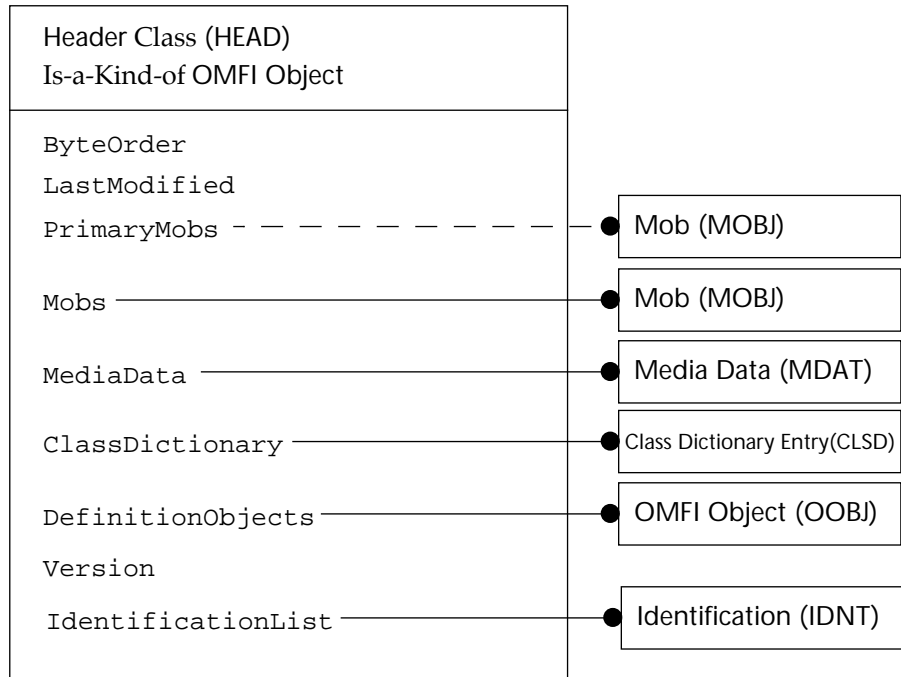 Header Class (HEAD)
Is-a-Kind-of OMFI Object
ByteOrder
LastModified
PrimaryMobs
Mob (MOBJ)
Mobs
Mob (MOBJ)
MediaData
Media Data (MDAT)
ClassDictionary
Class Dictionary Entry(CLSD)
DefinitionObjects
OMFI Object (OOBJ)
Version
IdentificationList
Identification (IDNT)